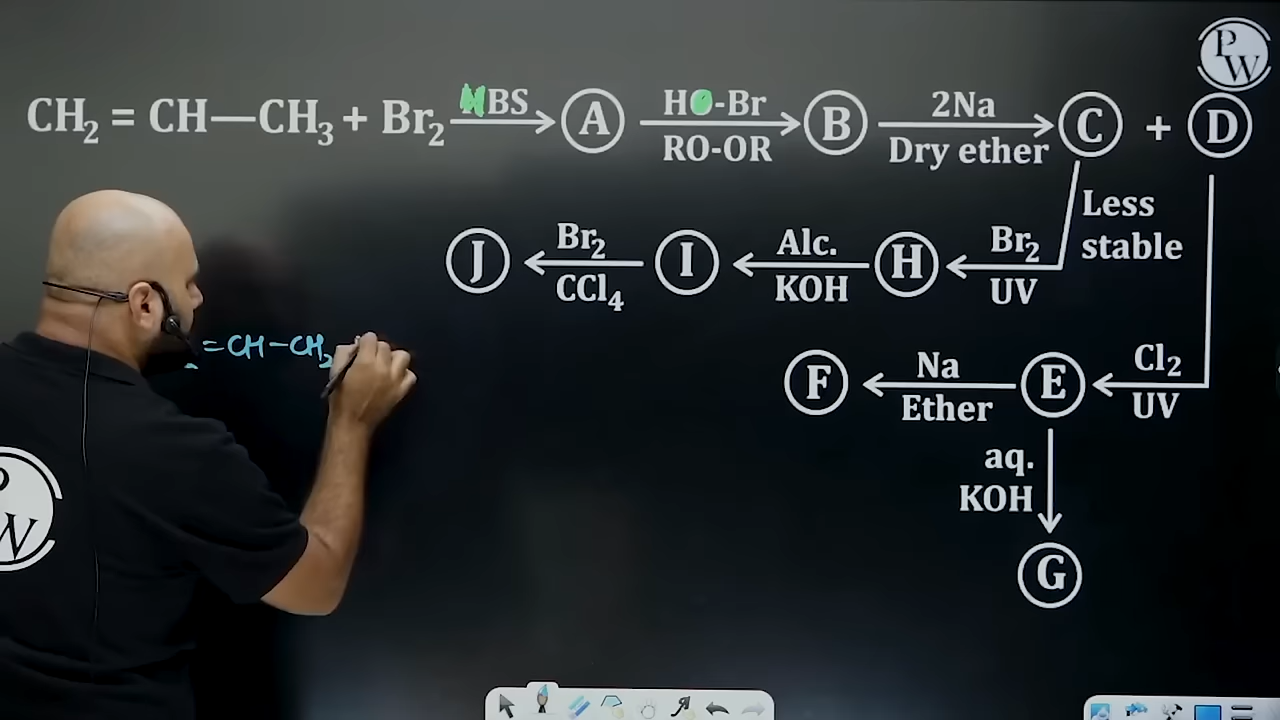 CH₂ = CH—CH₃ + Br₂ NBS A HO-Br RO-OR B 2Na Dry ether C + D
PW
Less stable
J Br₂ CCl₄ I Alc. KOH H Br₂ UV
= CH - CH₂
F Na Ether E Cl₂ UV
aq. KOH
G
PW